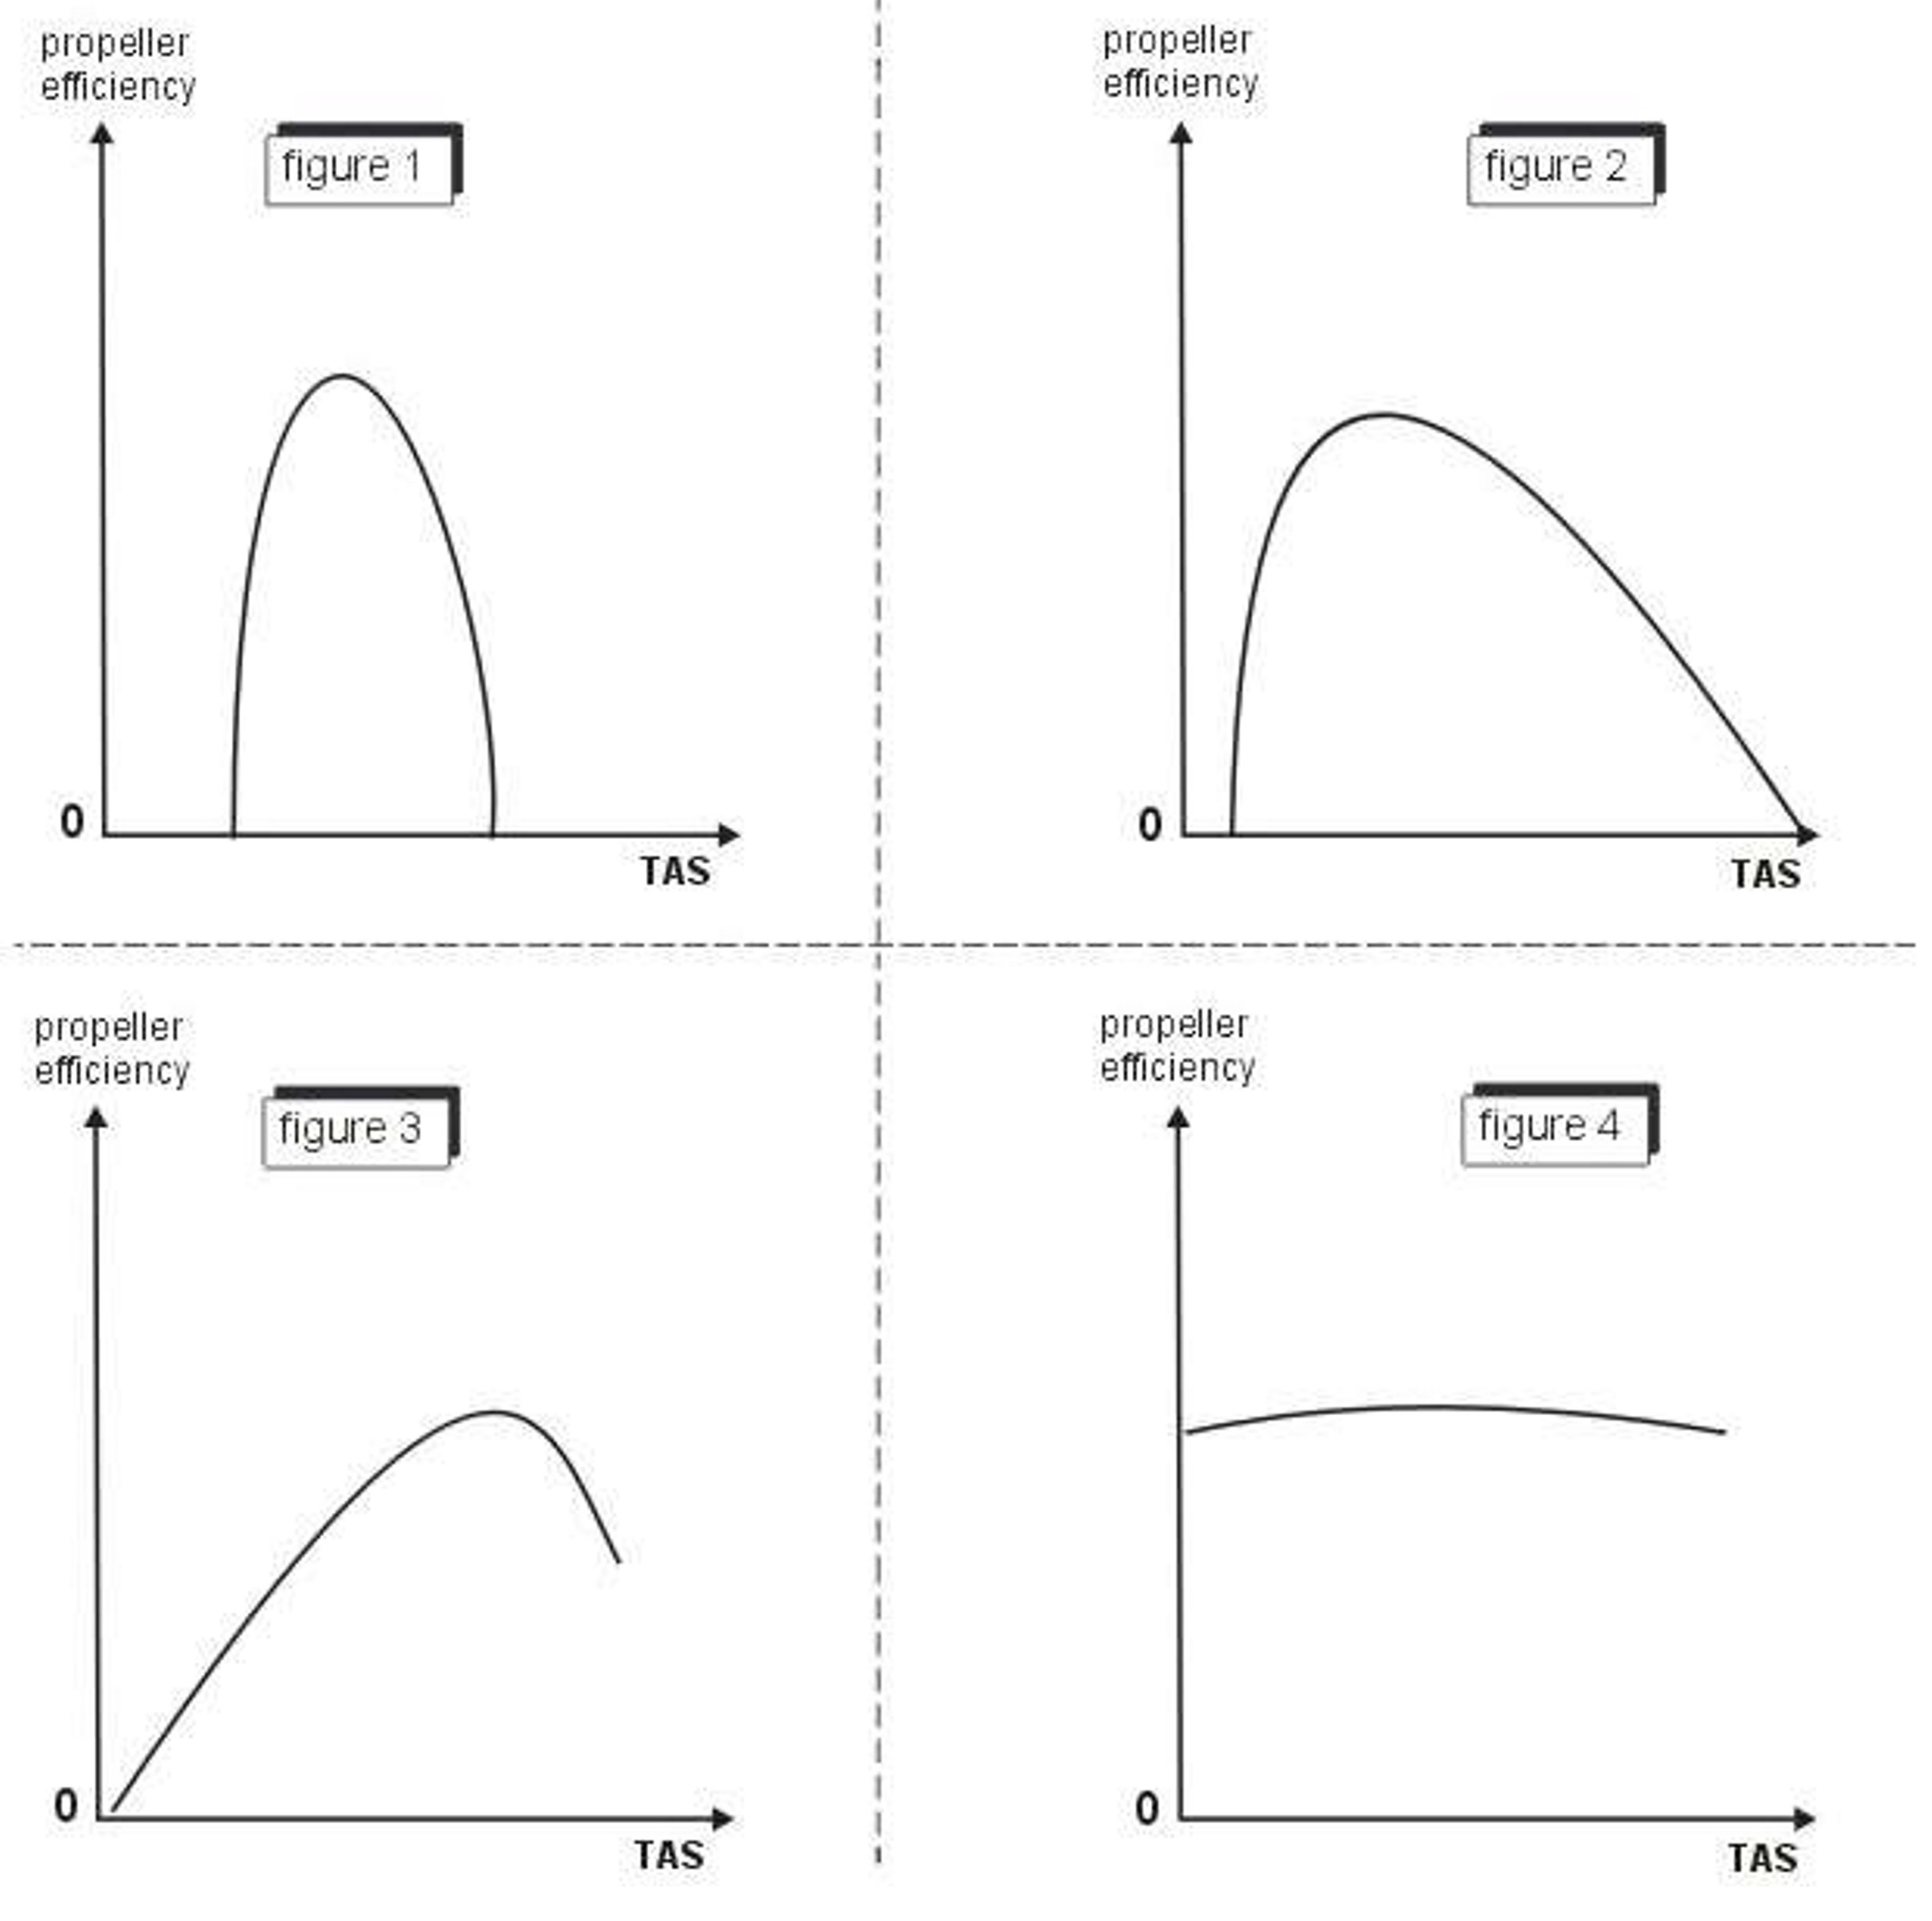 propeller
efficiency
figure 1
0
TAS
propeller
efficiency
figure 2
0
TAS
propeller
efficiency
figure 3
0
TAS
propeller
efficiency
figure 4
0
TAS